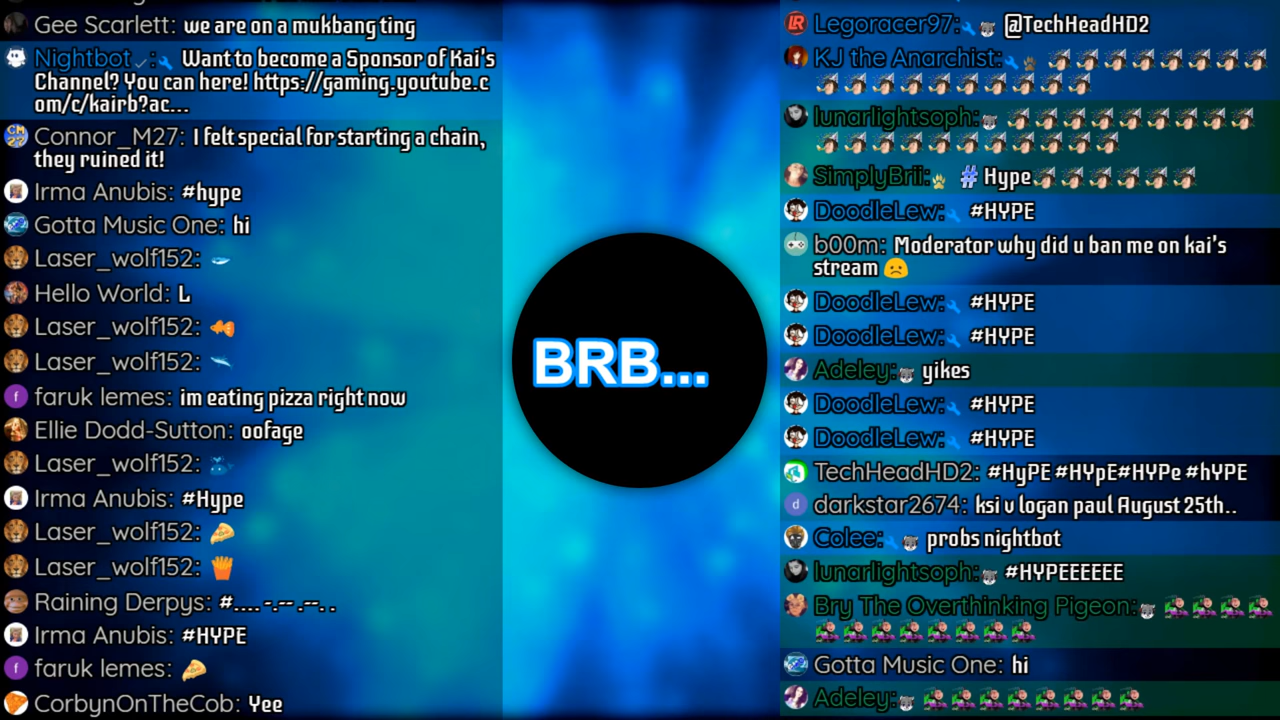 Gee Scarlett: we are on a mukbang ting
Nightbot: Want to become a Sponsor of Kai's
Channel? You can here! https://gaming.youtube.c
om/c/kairb?ac...
Connor_M27: I felt special for starting a chain,
they ruined it!
Irma Anubis: #hype
Gotta Music One: hi
Laser_wolf152:
Hello World: L
Laser_wolf152:
Laser_wolf152:
faruk lemes: im eating pizza right now
Ellie Dodd-Sutton: oofage
Laser_wolf152:
Irma Anubis: #Hype
Laser_wolf152:
Laser_wolf152:
Raining Derpys: #.... -.-- .--. .
Irma Anubis: #HYPE
faruk lemes:
CorbynOnTheCob: Yee
BRB...
Legoracer97: @TechHeadHD2
KJ the Anarchist:
lunarlightsoph:
SimplyBrii: # Hype
DoodleLew: #HYPE
b00m: Moderator why did u ban me on kai's
stream
DoodleLew: #HYPE
DoodleLew: #HYPE
Adeley: yikes
DoodleLew: #HYPE
DoodleLew: #HYPE
TechHeadHD2: #HyPE #HYpE#HYPe #hYPE
darkstar2674: ksi v logan paul August 25th..
Colee: probs nightbot
lunarlightsoph: #HYPEEEEEE
Bry The Overthinking Pigeon:
Gotta Music One: hi
Adeley: